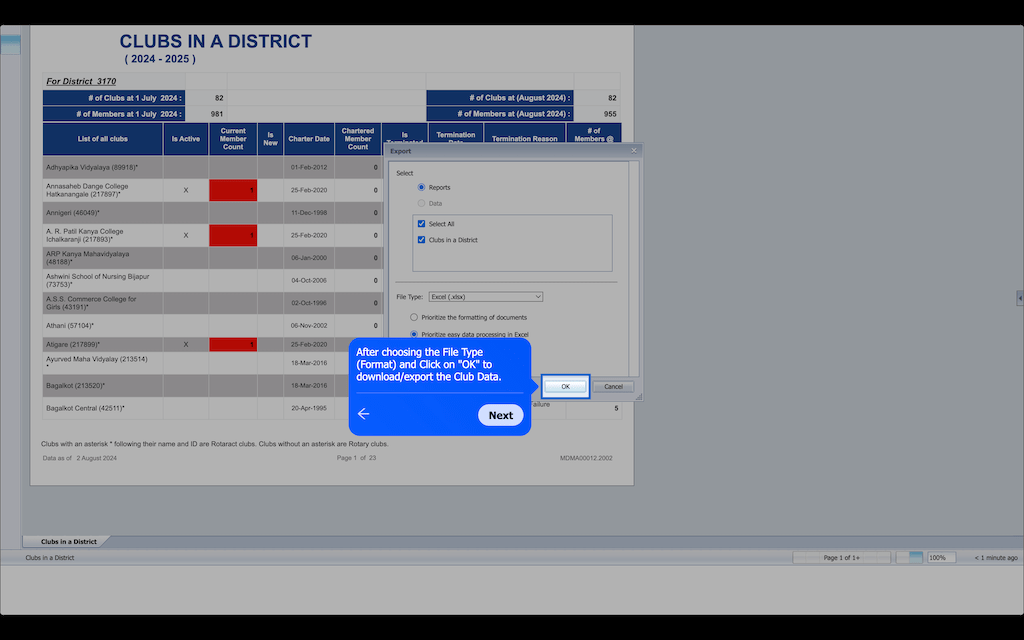 CLUBS IN A DISTRICT
( 2024 - 2025 )
For District 3170
# of Clubs at 1 July 2024 : 82 # of Clubs at (August 2024) : 82
# of Members at 1 July 2024 : 981 # of Members at (August 2024) : 955
List of all clubs Is Active Current Member Count Is New Charter Date Chartered Member Count Is Terminated Termination Date Termination Reason # of Members @
Adhyapika Vidyalaya (89918)* 01-Feb-2012 0
Annasaheb Dange College
Hatkanangale (217897)* X 1 25-Feb-2020 0
Annigeri (46049)* 11-Dec-1998 0
A. R. Patil Kanya College
Ichalkaranji (217893)* X 1 25-Feb-2020 0
ARP Kanya Mahavidyalaya
(48188)* 06-Jan-2000 0
Ashwini School of Nursing Bijapur
(73753)* 04-Oct-2006 0
A.S.S. Commerce College for
Girls (43191)* 02-Oct-1996 0
Athani (57104)* 06-Nov-2002 0
Atigare (217899)* X 25-Feb-2020
Ayurved Maha Vidyalay (213514)
* 18-Mar-2016
Bagalkot (213520)* 18-Mar-2016
Bagalkot Central (42511)* 20-Apr-1995 ailure 5
Clubs with an asterisk * following their name and ID are Rotaract clubs. Clubs without an asterisk are Rotary clubs.
Data as of 2 August 2024 Page 1 of 23 MDMA00012.2002
Export
Select
Reports
Data
Select All
Clubs in a District
File Type: Excel (.xlsx)
Prioritize the formatting of documents
Prioritize easy data processing in Excel
OK Cancel
After choosing the File Type
(Format) and Click on "OK" to
download/export the Club Data.
Next
Clubs in a District
Clubs in a District Page 1 of 1+ 100% < 1 minute ago